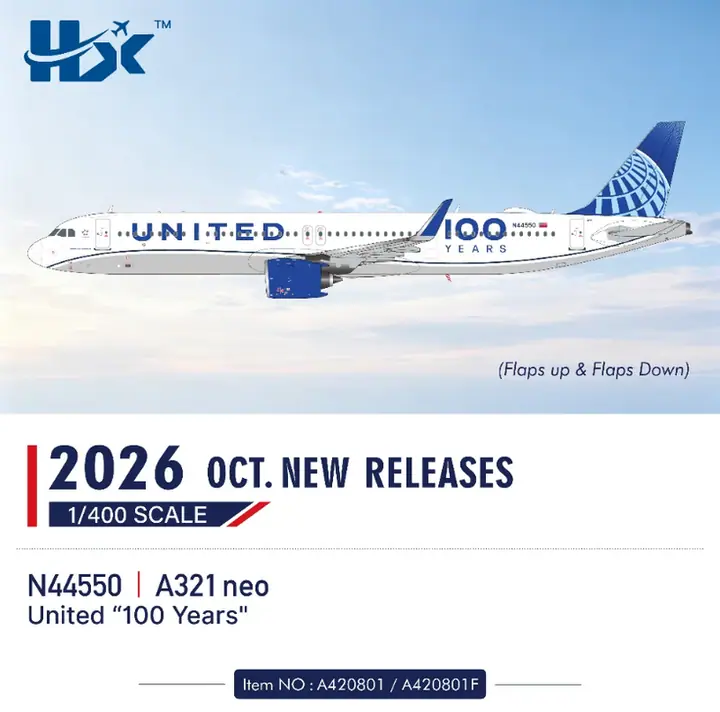 HX™
UNITED
100
YEARS
N44550
(Flaps up & Flaps Down)
2026 OCT. NEW RELEASES
1/400 SCALE
N44550 | A321 neo
United “100 Years"
Item NO : A420801 / A420801F